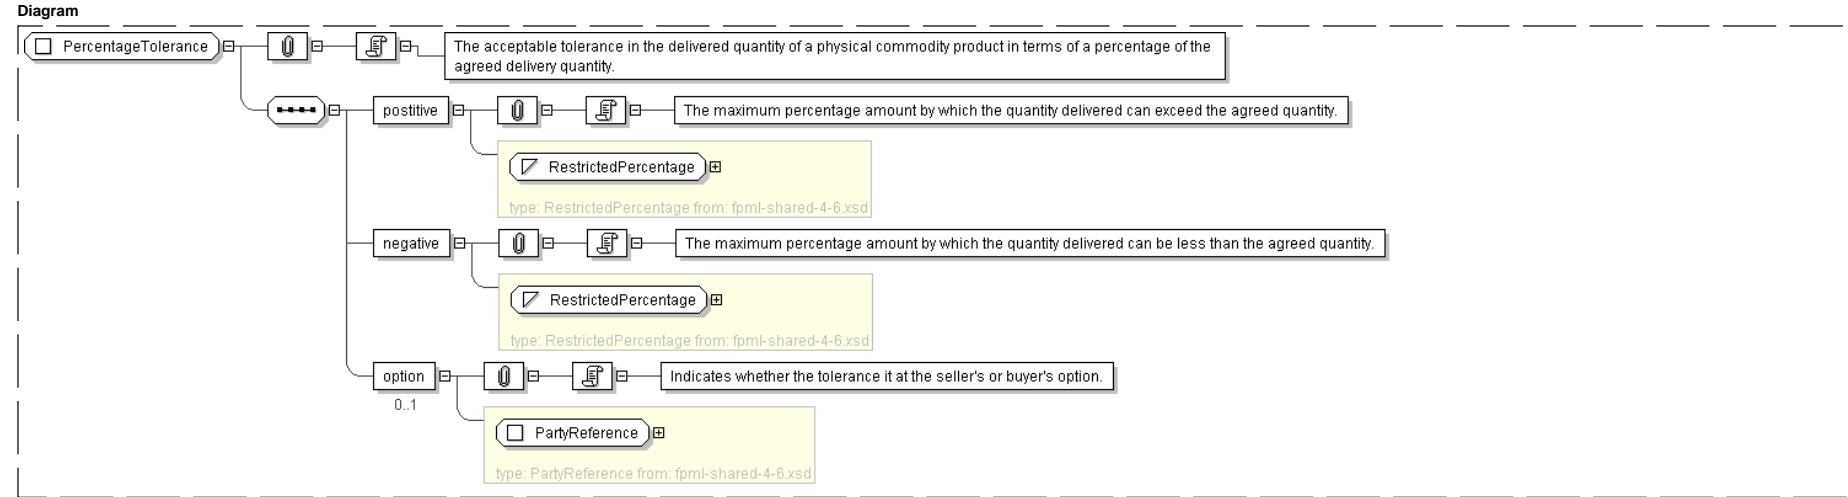 Diagram
PercentageTolerance
The acceptable tolerance in the delivered quantity of a physical commodity product in terms of a percentage of the
agreed delivery quantity.
postitive
The maximum percentage amount by which the quantity delivered can exceed the agreed quantity.
RestrictedPercentage
type: RestrictedPercentage from: fpml-shared-4-6.xsd
negative
The maximum percentage amount by which the quantity delivered can be less than the agreed quantity.
RestrictedPercentage
type: RestrictedPercentage from: fpml-shared-4-6.xsd
option
Indicates whether the tolerance it at the seller's or buyer's option.
0..1
PartyReference
type: PartyReference from: fpml-shared-4-6.xsd